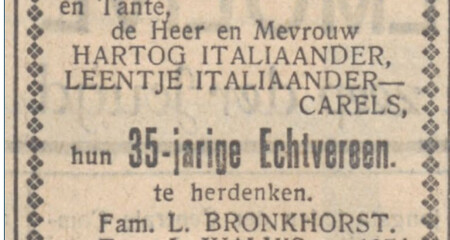 en Tante,
de Heer en Mevrouw
HARTOG ITALIAANDER,
LEENTJE ITALIAANDER—
CARELS,
hun 35-jarige Echtvereen.
te herdenken.
Fam. L. BRONKHORST.